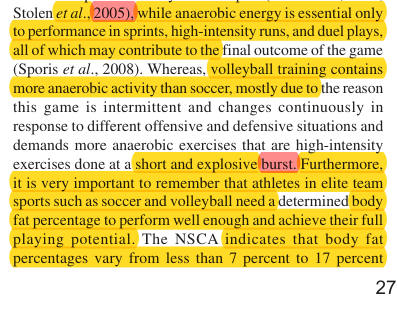 Stolen et al., 2005), while anaerobic energy is essential only
to performance in sprints, high-intensity runs, and duel plays,
all of which may contribute to the final outcome of the game
(Sporis et al., 2008). Whereas, volleyball training contains
more anaerobic activity than soccer, mostly due to the reason
this game is intermittent and changes continuously in
response to different offensive and defensive situations and
demands more anaerobic exercises that are high-intensity
exercises done at a short and explosive burst. Furthermore,
it is very important to remember that athletes in elite team
sports such as soccer and volleyball need a determined body
fat percentage to perform well enough and achieve their full
playing potential. The NSCA indicates that body fat
percentages vary from less than 7 percent to 17 percent
27